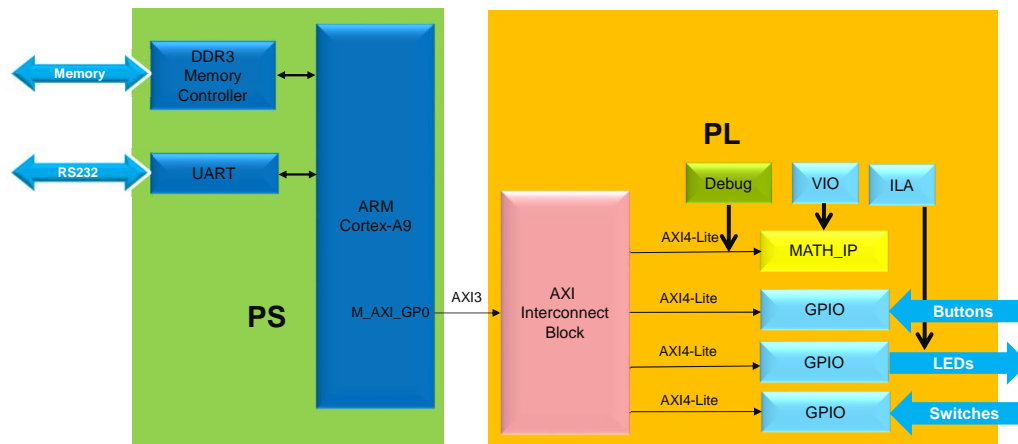 DDR3
Memory
Controller
Memory
PL
RS232
UART
Debug
VIO
ILA
ARM
Cortex-A9
AXI4-Lite
MATH_IP
AXI
Interconnect
Block
PS
M_AXI_GP0
AXI3
AXI4-Lite
GPIO
Buttons
AXI4-Lite
GPIO
LEDs
AXI4-Lite
GPIO
Switches